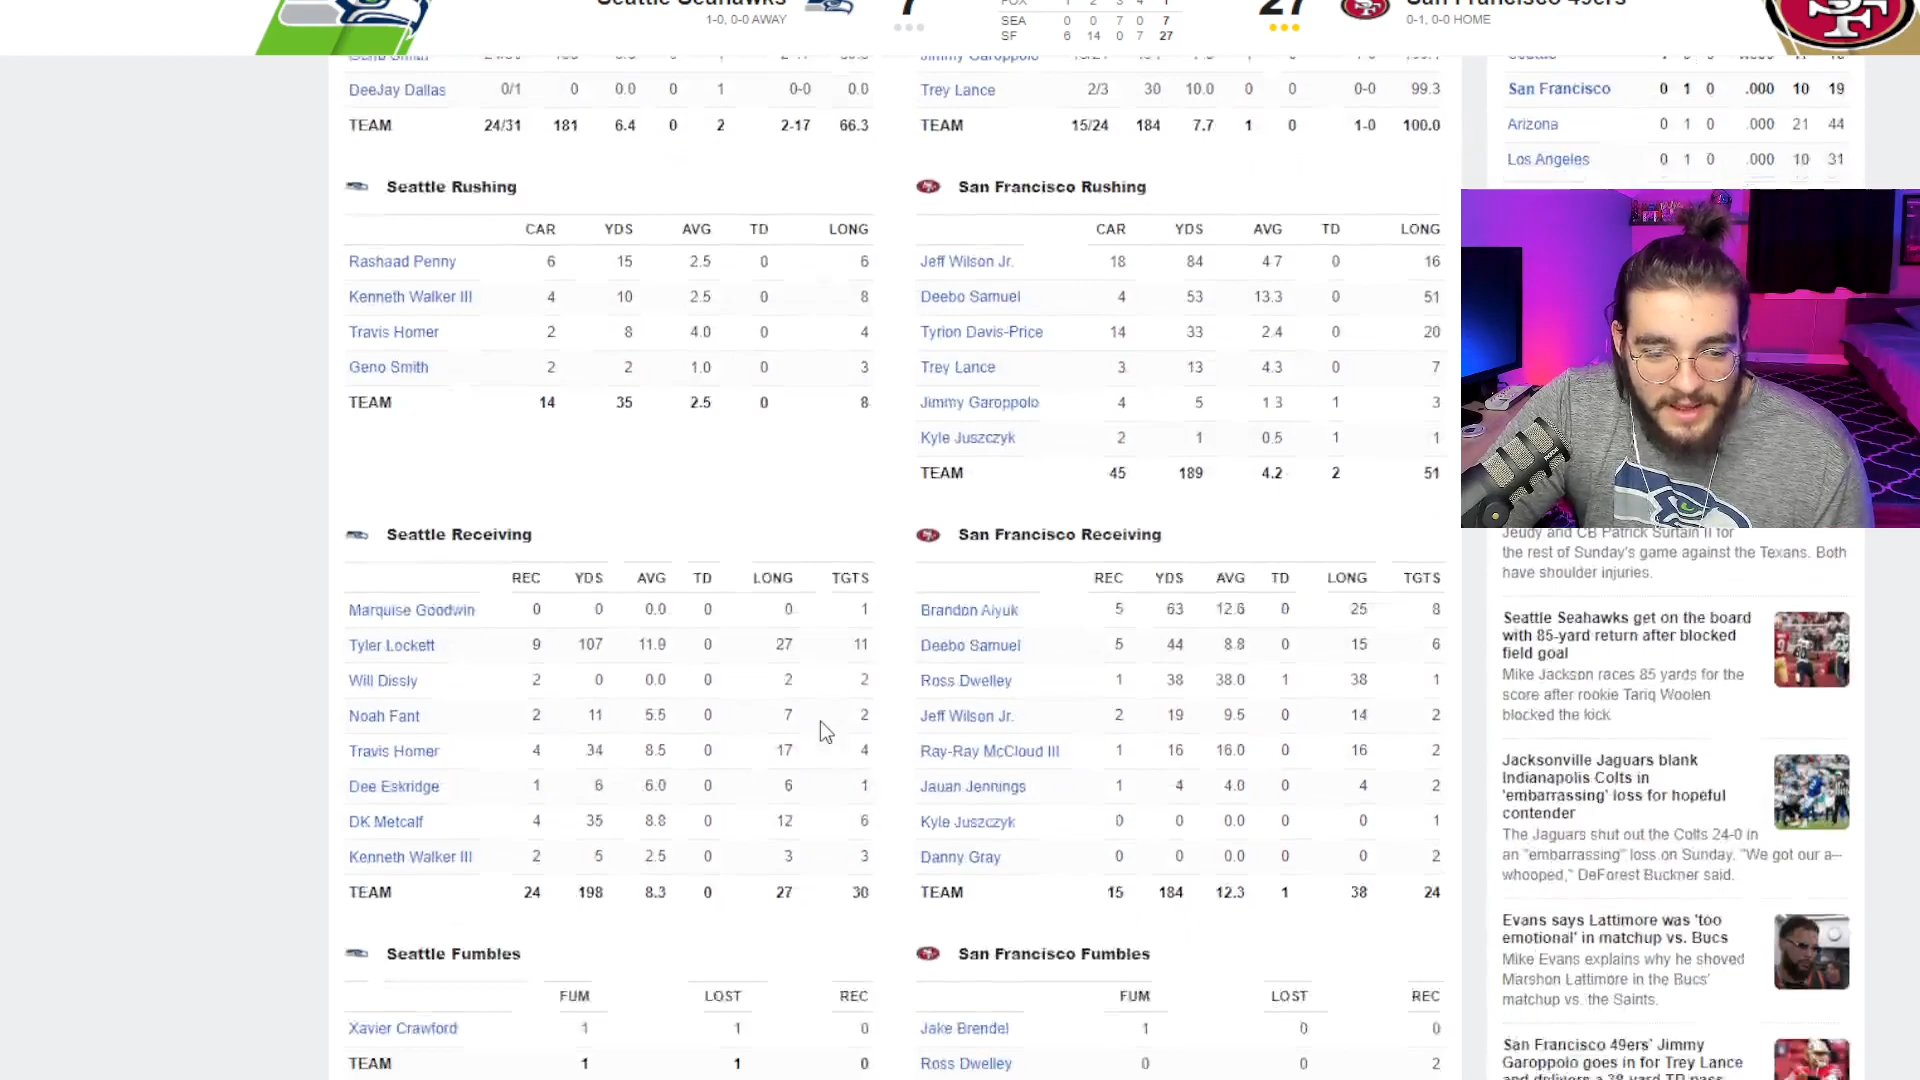 Seattle Seahawks 7 FOX 1 2 3 4 T 27 San Francisco 49ers
1-0, 0-0 AWAY SEA 0 0 7 0 7 0-1, 0-0 HOME
SF 6 14 0 7 27
Jimmy Garoppolo
DeeJay Dallas 0/1 0 0.0 0 1 0-0 0.0
TEAM 24/31 181 6.4 0 2 2-17 66.3
Trey Lance 2/3 30 10.0 0 0 0-0 99.3
TEAM 15/24 184 7.7 1 0 1-0 100.0
San Francisco 0 1 0 .000 10 19
Arizona 0 1 0 .000 21 44
Los Angeles 0 1 0 .000 10 31
Seattle Rushing
CAR YDS AVG TD LONG
Rashaad Penny 6 15 2.5 0 6
Kenneth Walker III 4 10 2.5 0 8
Travis Homer 2 8 4.0 0 4
Geno Smith 2 2 1.0 0 3
TEAM 14 35 2.5 0 8
San Francisco Rushing
CAR YDS AVG TD LONG
Jeff Wilson Jr. 18 84 4.7 0 16
Deebo Samuel 4 53 13.3 0 51
Tyrion Davis-Price 14 33 2.4 0 20
Trey Lance 3 13 4.3 0 7
Jimmy Garoppolo 4 5 1.3 1 3
Kyle Juszczyk 2 1 0.5 1 1
TEAM 45 189 4.2 2 51
Seattle Receiving
REC YDS AVG TD LONG TGTS
Marquise Goodwin 0 0 0.0 0 0 1
Tyler Lockett 9 107 11.9 0 27 11
Will Dissly 2 0 0.0 0 2 2
Noah Fant 2 11 5.5 0 7 2
Travis Homer 4 34 8.5 0 17 4
Dee Eskridge 1 6 6.0 0 6 1
DK Metcalf 4 35 8.8 0 12 6
Kenneth Walker III 2 5 2.5 0 3 3
TEAM 24 198 8.3 0 27 30
San Francisco Receiving
REC YDS AVG TD LONG TGTS
Brandon Aiyuk 5 63 12.6 0 25 8
Deebo Samuel 5 44 8.8 0 15 6
Ross Dwelley 1 38 38.0 1 38 1
Jeff Wilson Jr. 2 19 9.5 0 14 2
Ray-Ray McCloud III 1 16 16.0 0 16 2
Jauan Jennings 1 4 4.0 0 4 2
Kyle Juszczyk 0 0 0.0 0 0 1
Danny Gray 0 0 0.0 0 0 2
TEAM 15 184 12.3 1 38 24
Seattle Fumbles
FUM LOST REC
Xavier Crawford 1 1 0
TEAM 1 1 0
San Francisco Fumbles
FUM LOST REC
Jake Brendel 1 0 0
Ross Dwelley 0 0 2
Jeudy and CB Patrick Surtain II for
the rest of Sunday's game against the Texans. Both
have shoulder injuries.
Seattle Seahawks get on the board
with 85-yard return after blocked
field goal
Mike Jackson races 85 yards for the
score after rookie Tariq Woolen
blocked the kick
Jacksonville Jaguars blank
Indianapolis Colts in
'embarrassing' loss for hopeful
contender
The Jaguars shut out the Colts 24-0 in
an "embarrassing" loss on Sunday. "We got our a--
whooped," DeForest Buckner said.
Evans says Lattimore was 'too
emotional' in matchup vs. Bucs
Mike Evans explains why he shoved
Marshon Lattimore in the Bucs'
matchup vs. the Saints.
San Francisco 49ers' Jimmy
Garoppolo goes in for Trey Lance
and delivers a 38-yard TD pass